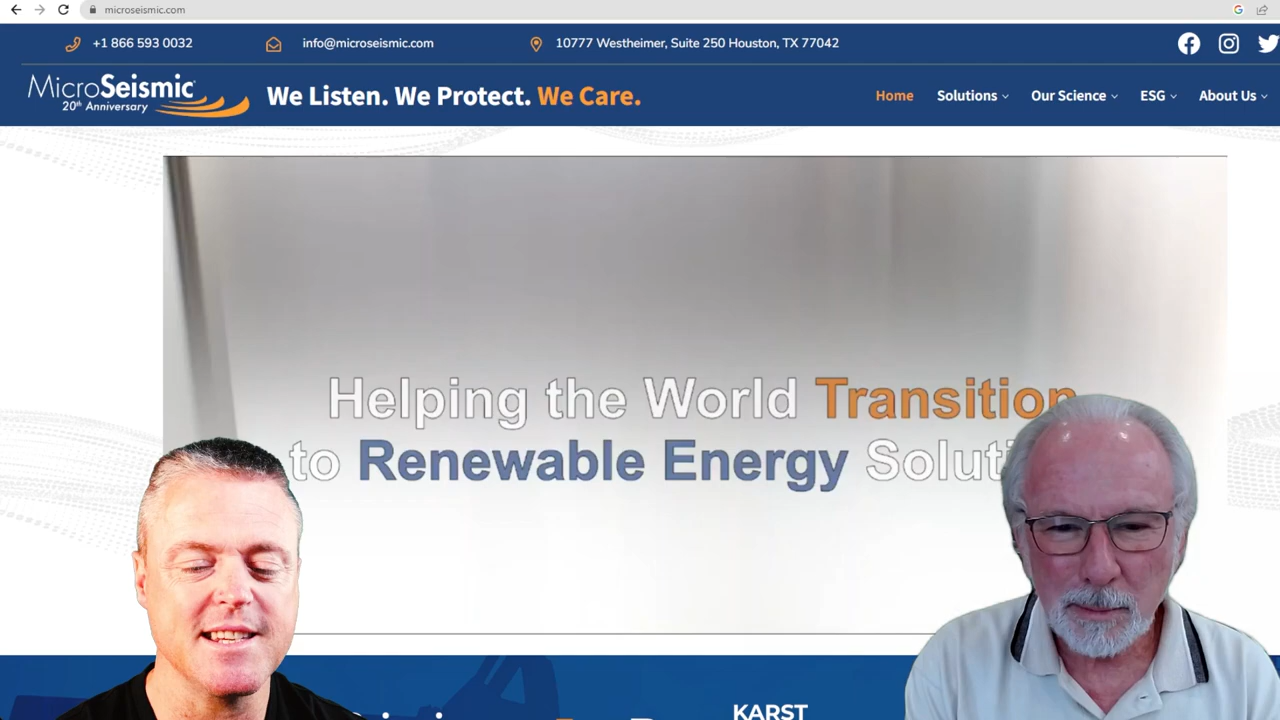 microseismic.com
+1 866 593 0032
info@microseismic.com
10777 Westheimer, Suite 250 Houston, TX 77042
MicroSeismic
20th Anniversary
We Listen. We Protect. We Care.
Home
Solutions
Our Science
ESG
About Us
Helping the World Transition
to Renewable Energy
KARST